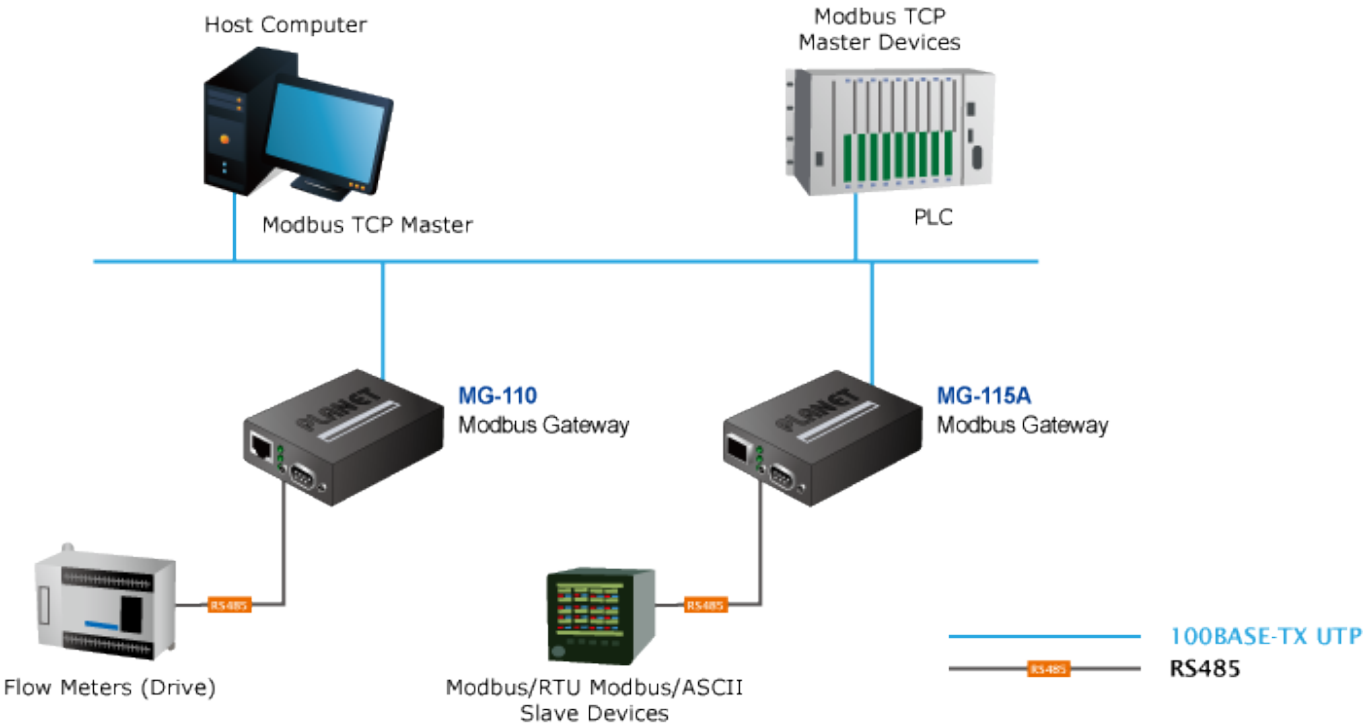 Host Computer
Modbus TCP
Master Devices
Modbus TCP Master
PLC
PLANET
MG-110
Modbus Gateway
PLANET
MG-115A
Modbus Gateway
RS485
RS485
Flow Meters (Drive)
Modbus/RTU Modbus/ASCII
Slave Devices
100BASE-TX UTP
RS485
RS485